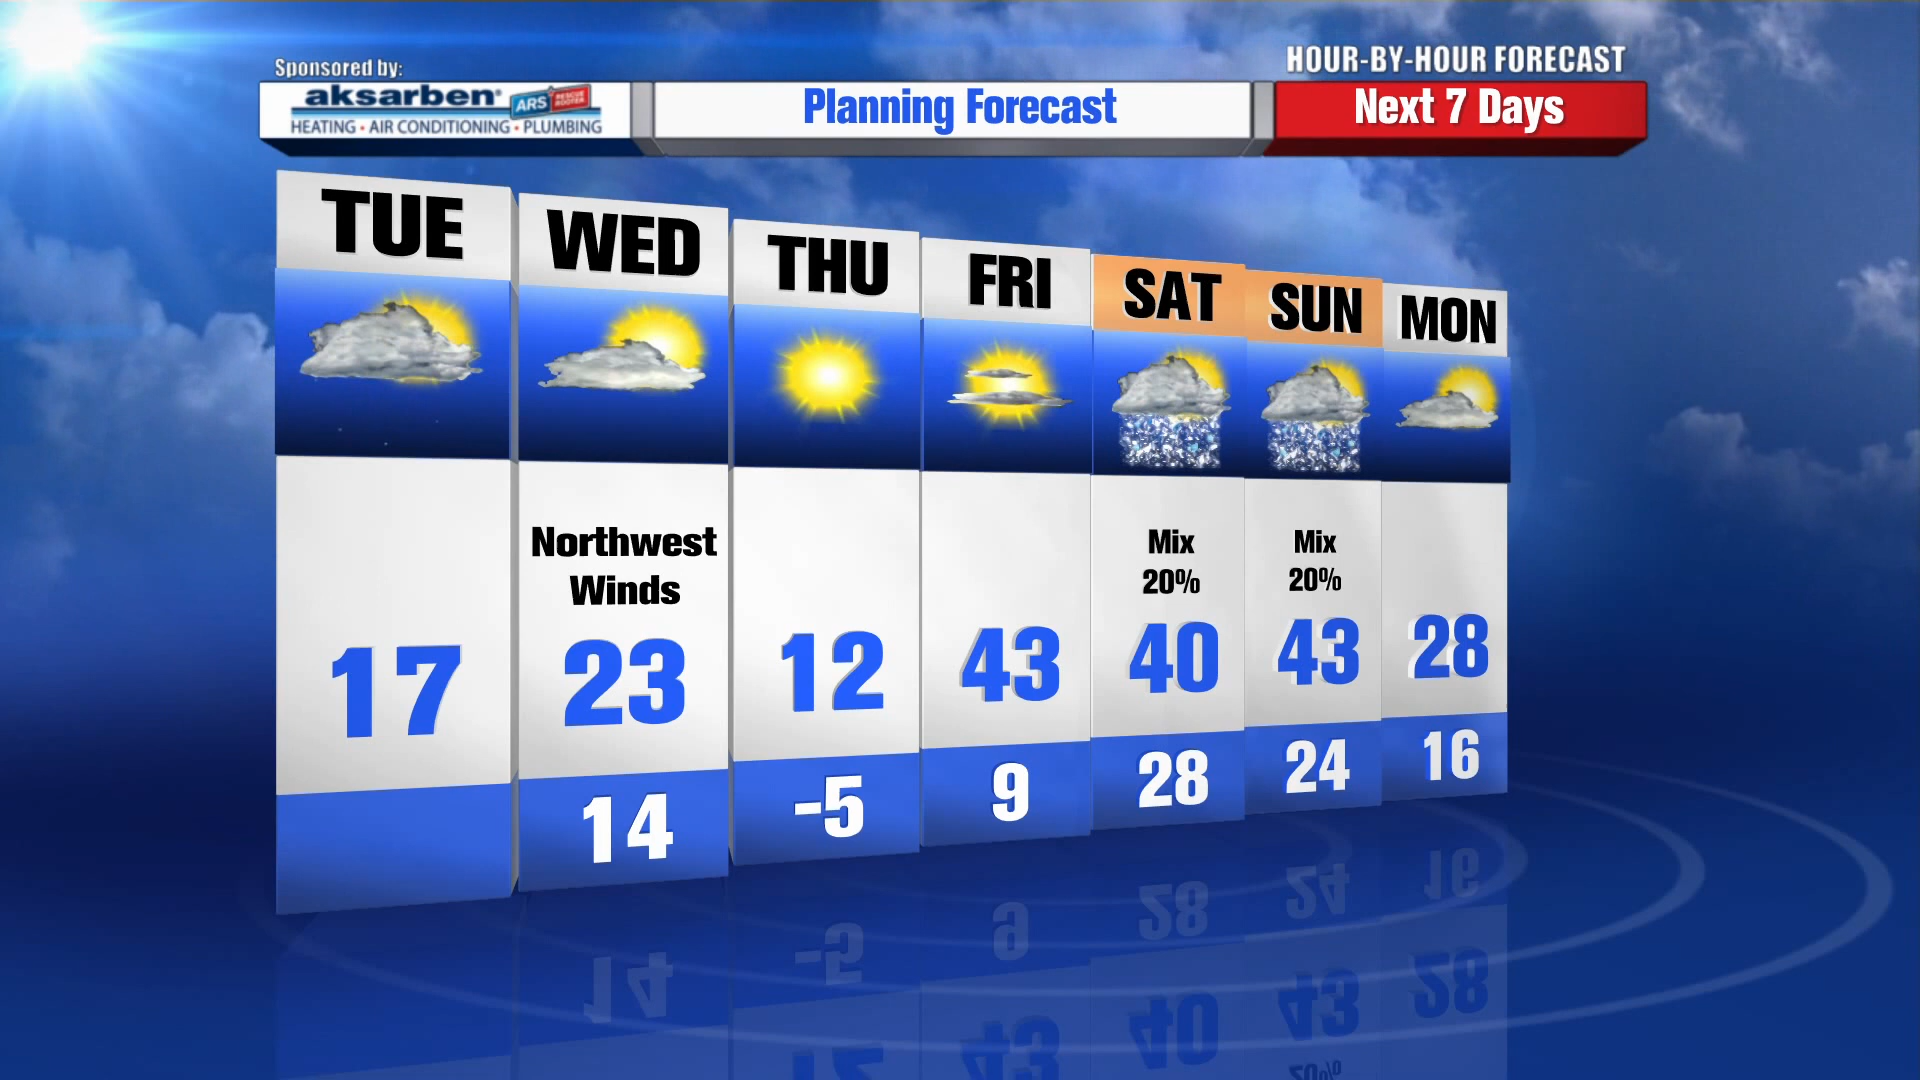 Sponsored by:
aksarben®
ARS
RESCUE
ROOTER
HEATING • AIR CONDITIONING • PLUMBING
Planning Forecast
HOUR-BY-HOUR FORECAST
Next 7 Days
TUE
17
WED
Northwest
Winds
23
14
THU
12
-5
FRI
43
9
SAT
Mix
20%
40
28
SUN
Mix
20%
43
24
MON
28
16